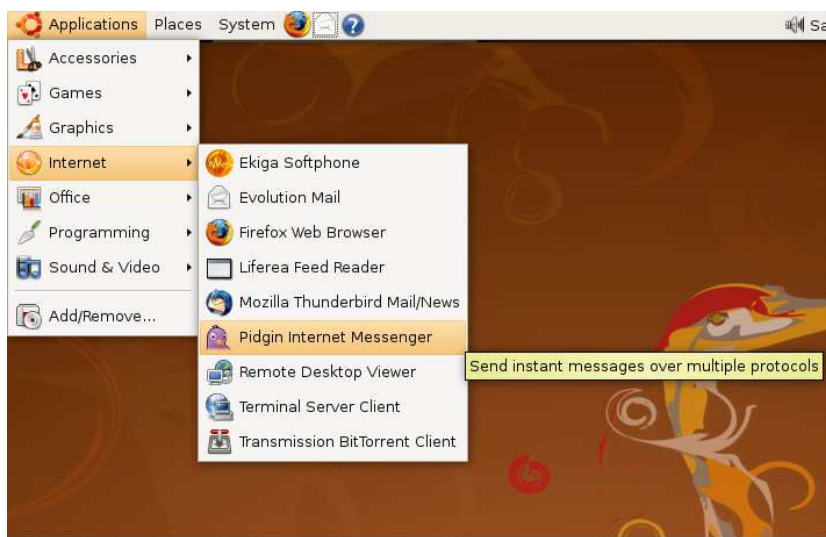 Applications Places System Sa
Accessories
Games
Graphics
Internet
Office
Programming
Sound & Video
Add/Remove...
Ekiga Softphone
Evolution Mail
Firefox Web Browser
Liferea Feed Reader
Mozilla Thunderbird Mail/News
Pidgin Internet Messenger
Remote Desktop Viewer
Terminal Server Client
Transmission BitTorrent Client
Send instant messages over multiple protocols